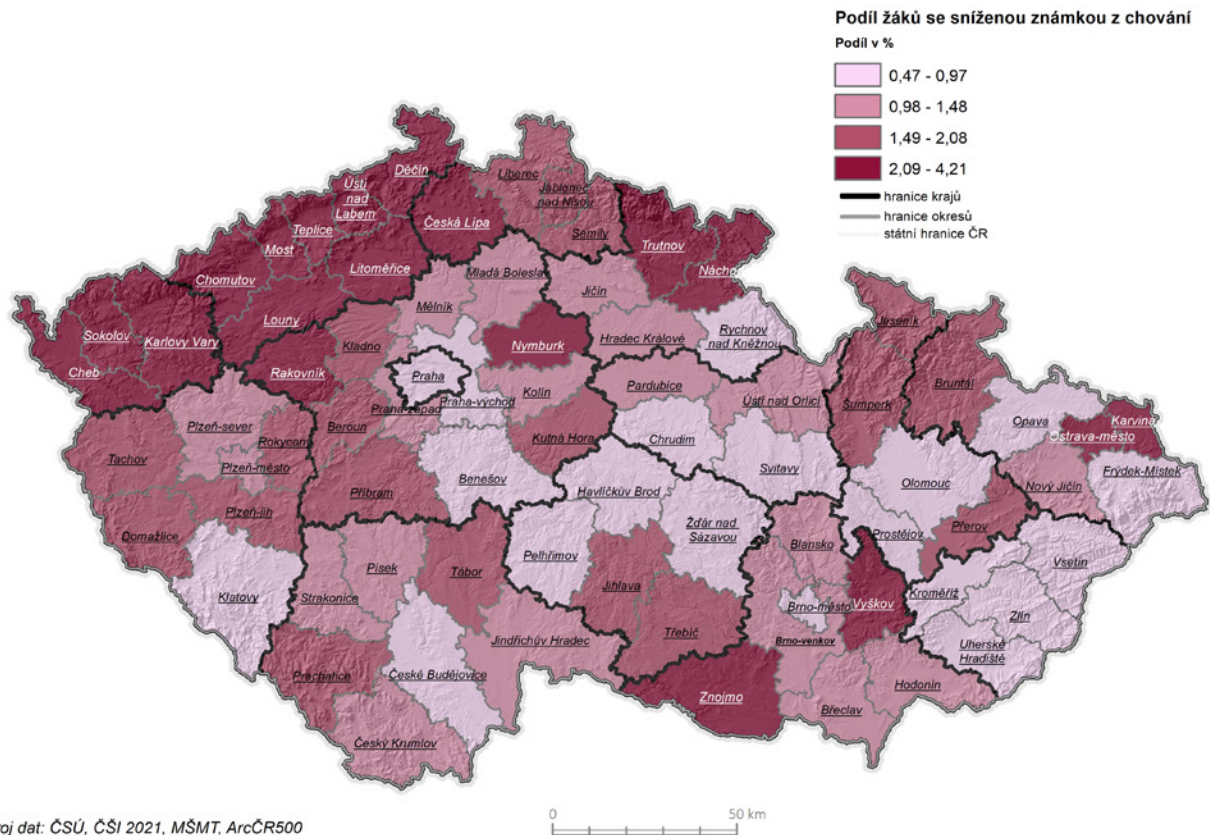 Podíl žáků se sníženou známkou z chování
Podíl v %
0,47 - 0,97
0,98 - 1,48
1,49 - 2,08
2,09 - 4,21
hranice krajů
hranice okresů
státní hranice ČR
Děčín
Ústí
nad
Labem
Liberec
Jablonec
nad Nisou
Teplice
Česká Lípa
Semily
Most
Trutnov
Litoměřice
Nácho
Chomutov
Mladá Bolesla
Jičín
Mělník
Louny
Sokolov
Karlovy Vary
Kladno
Nymburk
Hradec Králové
Rychnov
nad Kněžnou
Jeseník
Cheb
Rakovník
Praha
Bruntál
Šumperk
Kolín
Pardubice
Praha-východ
Praha-západ
Ústí nad Orlicí
Opava
Karviná
Plzeň-sever
Beroun
Ostrava-město
Rokycan
Kutná Hora
Chrudim
Tachov
Plzeň-město
Svitavy
Frýdek-Místek
Benešov
Olomouc
Nový Jičín
Příbram
Havlíčkův Brod
Plzeň-jih
Žďár nad
Sázavou
Přerov
Prostějov
Domažlice
Blansko
Pelhřimov
Vsetín
Písek
Tábor
Jihlava
Klatovy
Strakonice
Kroměříž
Brno-město
Vyškov
Zlín
Třebíč
Jindřichův Hradec
Brno-venkov
Uherské
Hradiště
Prachatice
České Budějovice
Znojmo
Hodonín
Břeclav
Český Krumlov
oj dat: ČSÚ, ČŠI 2021, MŠMT, ArcČR500
0
50 km